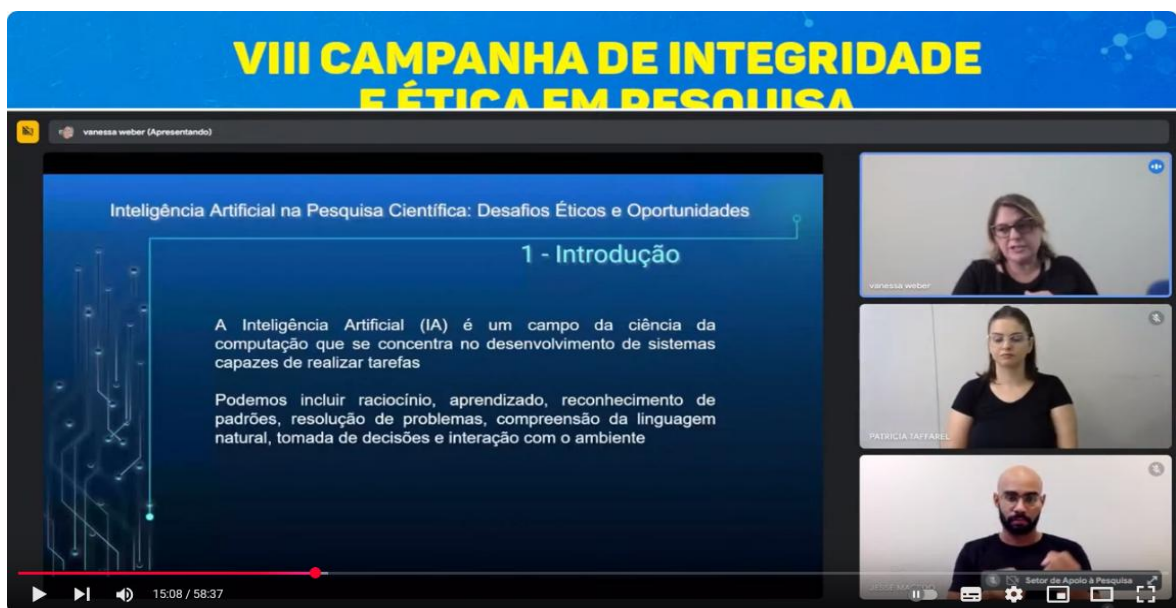 VIII CAMPANHA DE INTEGRIDADE
E ÉTICA EM PESQUISA
vanessa weber (Apresentando)
Inteligência Artificial na Pesquisa Científica: Desafios Éticos e Oportunidades
1 - Introdução
A Inteligência Artificial (IA) é um campo da ciência da
computação que se concentra no desenvolvimento de sistemas
capazes de realizar tarefas
Podemos incluir raciocínio, aprendizado, reconhecimento de
padrões, resolução de problemas, compreensão da linguagem
natural, tomada de decisões e interação com o ambiente
vanessa weber
PATRICIA TAFFAREL
Setor de Apoio à Pesquisa
15:08 / 58:37